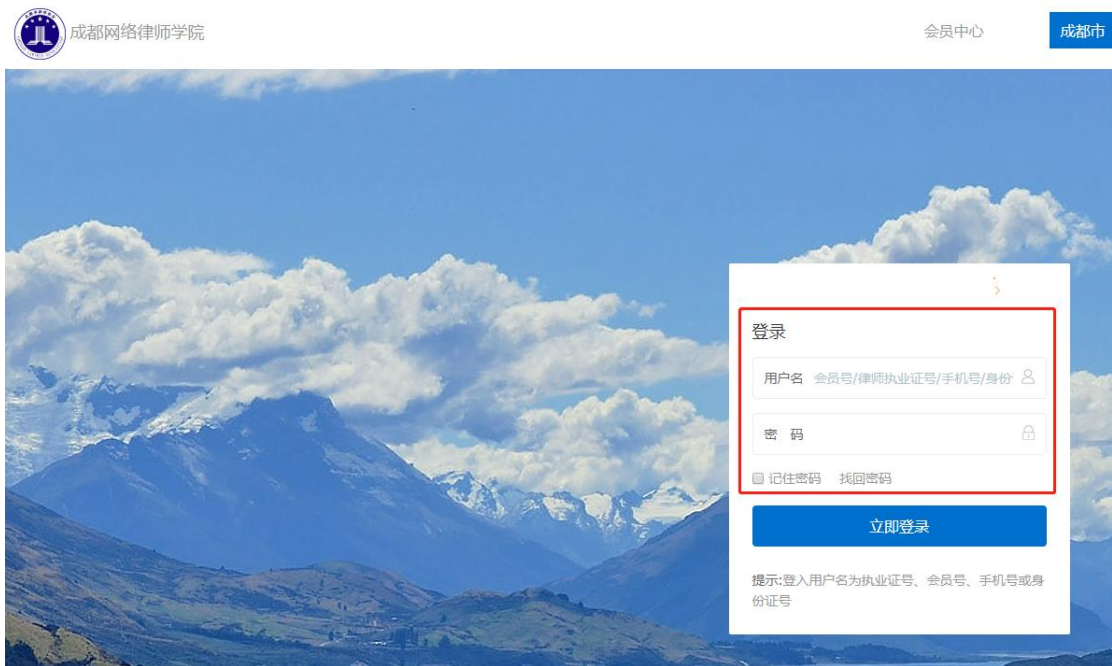 成都网络律师学院
会员中心
成都市
登录
用户名 会员号/律师执业证号/手机号/身份
密 码
记住密码 找回密码
立即登录
提示:登入用户名为执业证号、会员号、手机号或身
份证号